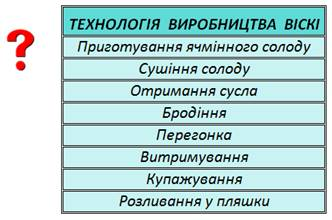 ?
ТЕХНОЛОГІЯ ВИРОБНИЦТВА ВІСКІ
Приготування ячмінного солоду
Сушіння солоду
Отримання сусла
Бродіння
Перегонка
Витримування
Купажування
Розливання у пляшки